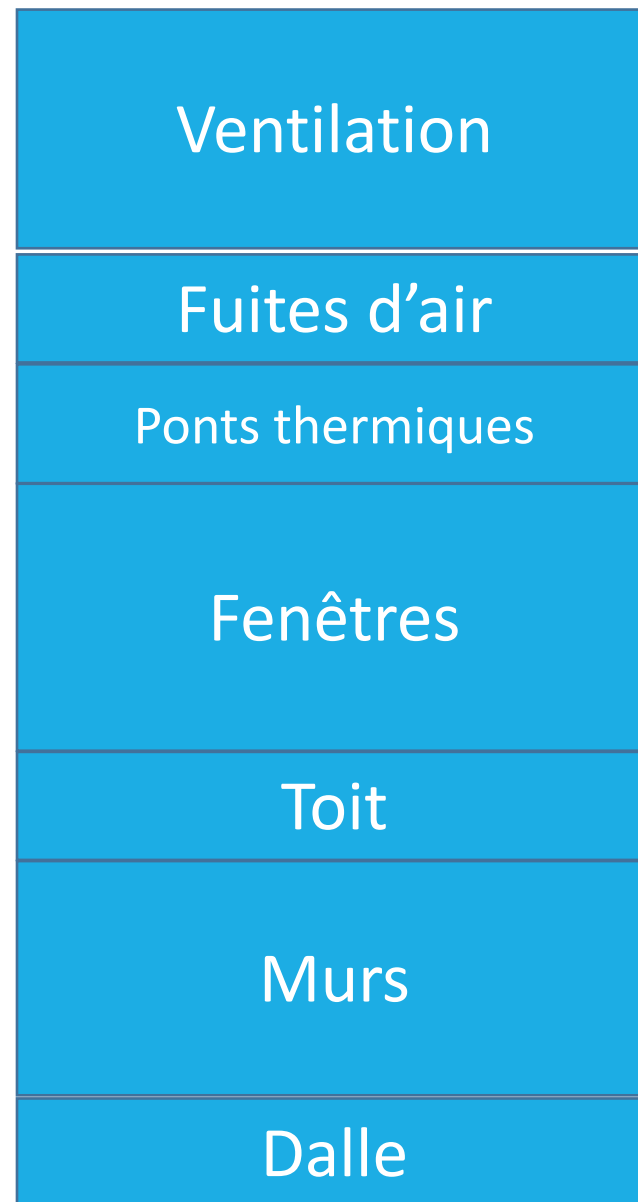 Ventilation
Fuites d’air
Ponts thermiques
Fenêtres
Toit
Murs
Dalle